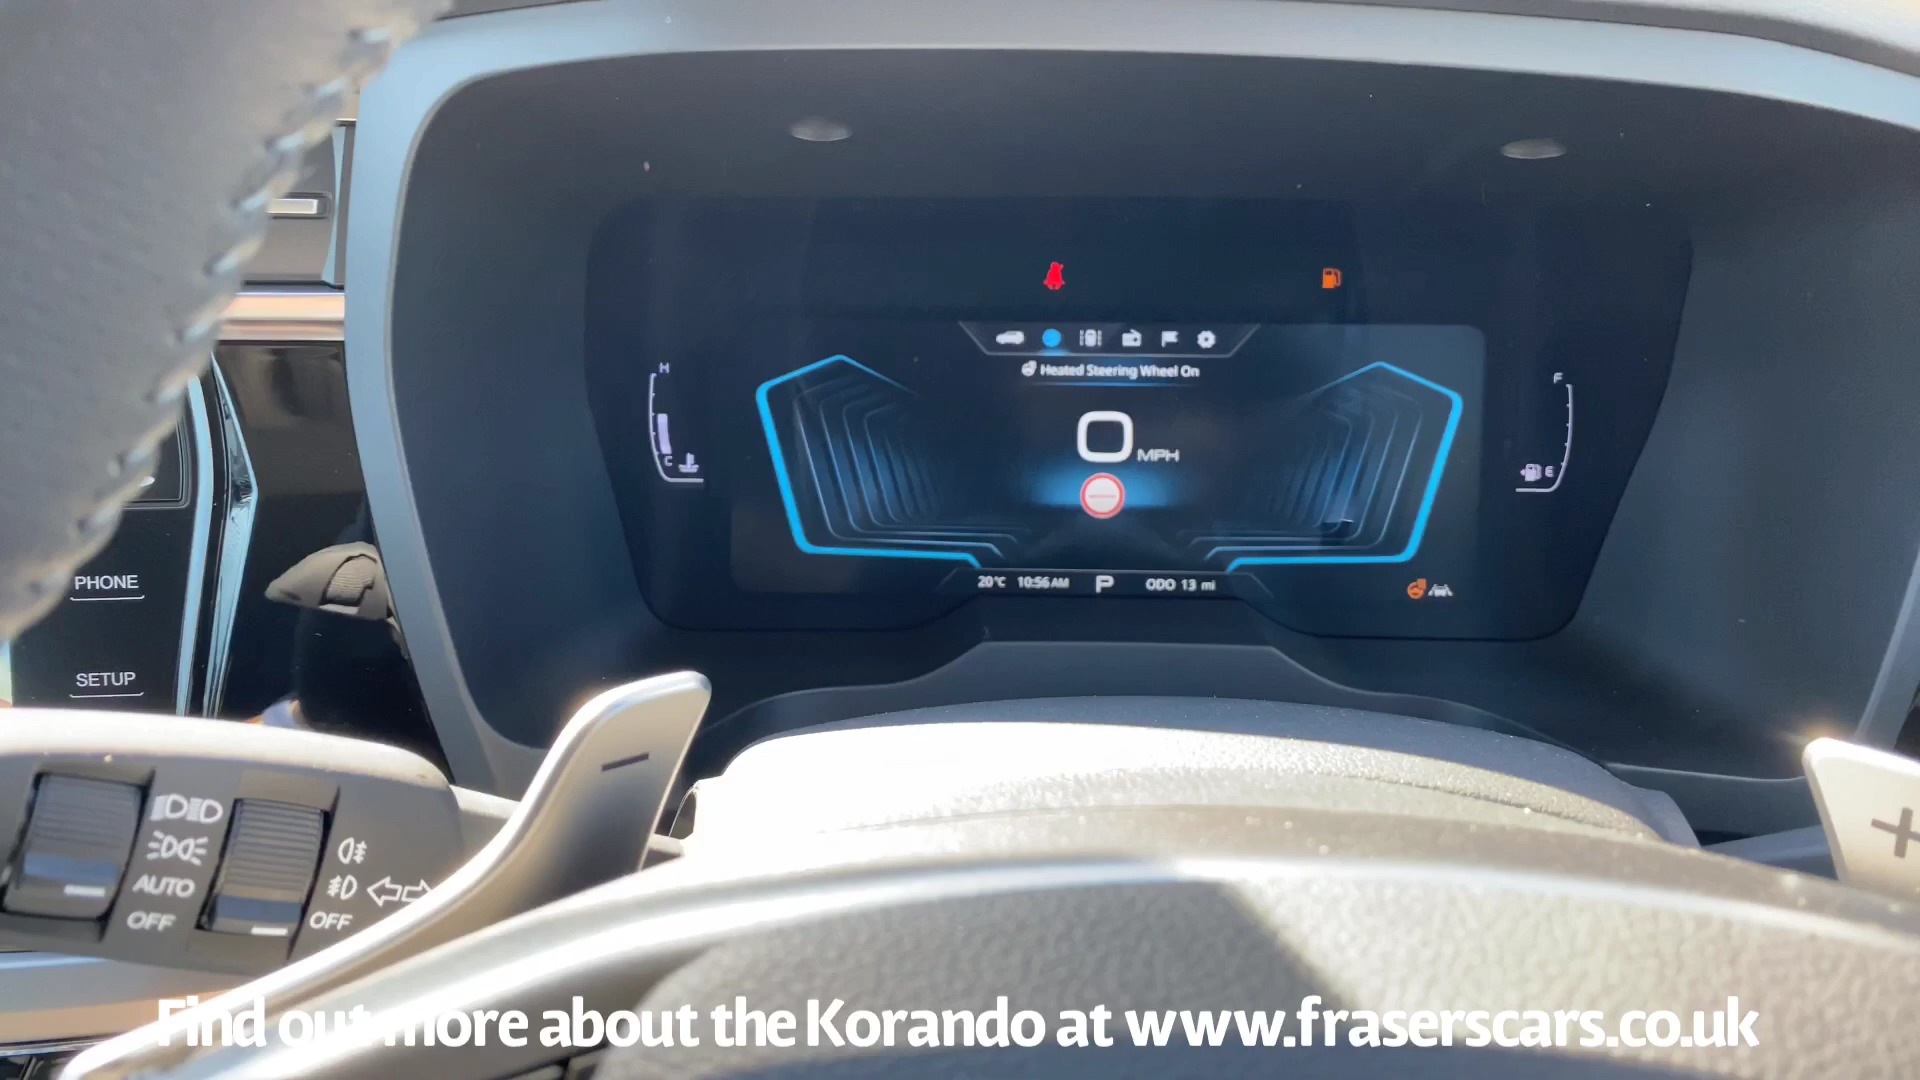 H
F
Heated Steering Wheel On
0 MPH
C
E
20°C 10:56 AM P ODO 13 mi
PHONE
SETUP
AUTO
OFF
OFF
Find out more about the Korando at www.fraserscars.co.uk